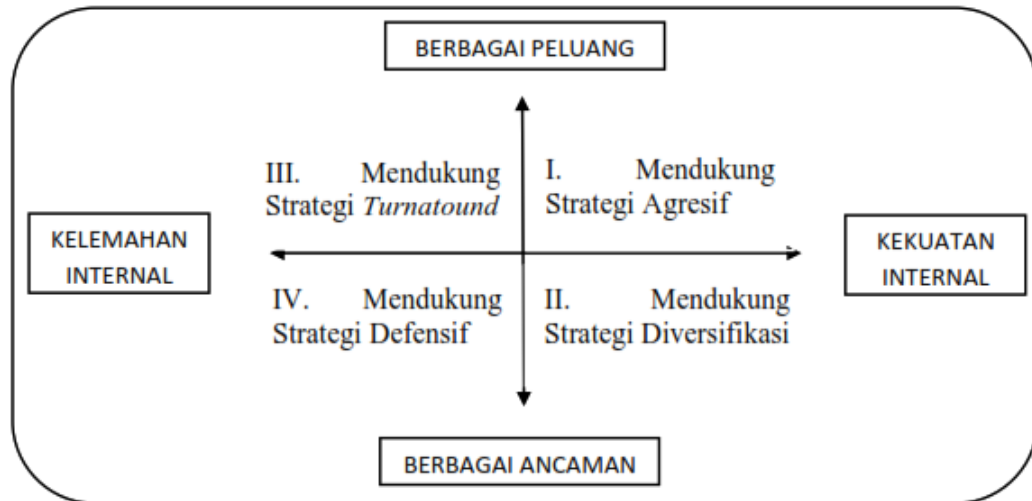 BERBAGAI PELUANG
III. Mendukung
Strategi Turnatound
I. Mendukung
Strategi Agresif
KELEMAHAN
INTERNAL
KEKUATAN
INTERNAL
IV. Mendukung
Strategi Defensif
II. Mendukung
Strategi Diversifikasi
BERBAGAI ANCAMAN